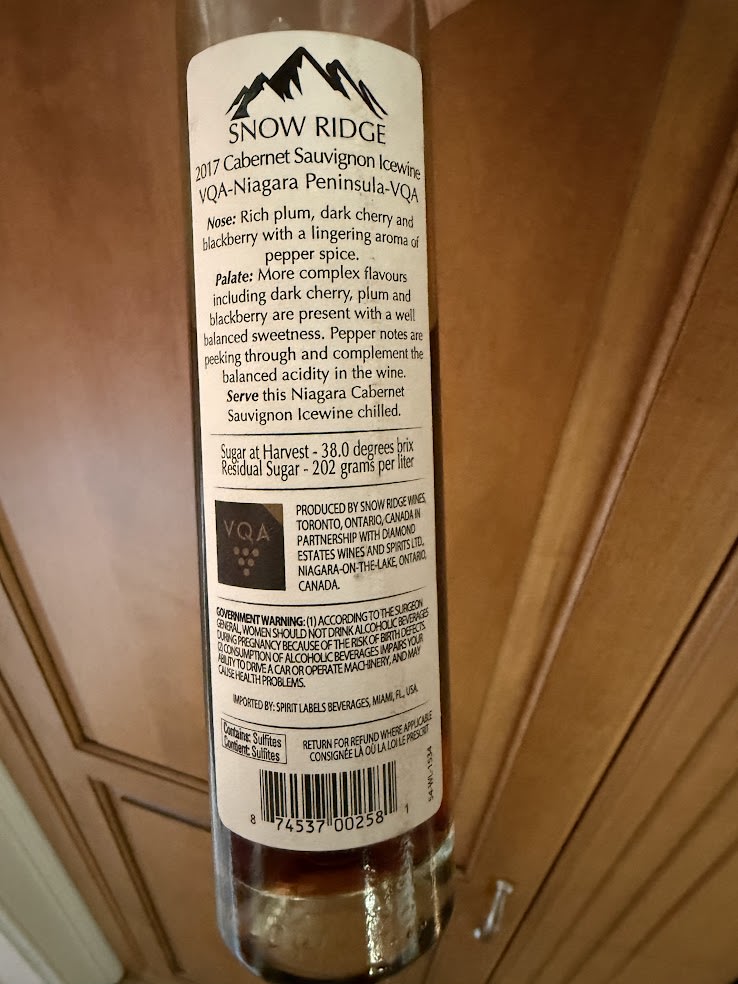 SNOW RIDGE
2017 Cabernet Sauvignon Icewine
VQA-Niagara Peninsula-VQA
Nose: Rich plum, dark cherry and
blackberry with a lingering aroma of
pepper spice.
Palate: More complex flavours
including dark cherry, plum and
blackberry are present with a well
balanced sweetness. Pepper notes are
peeking through and complement the
balanced acidity in the wine.
Serve this Niagara Cabernet
Sauvignon Icewine chilled.
Sugar at Harvest - 38.0 degrees brix
Residual Sugar - 202 grams per liter
VQA
PRODUCED BY SNOW RIDGE WINES,
TORONTO, ONTARIO, CANADA IN
PARTNERSHIP WITH DIAMOND
ESTATES WINES AND SPIRITS LTD.,
NIAGARA-ON-THE-LAKE, ONTARIO,
CANADA.
GOVERNMENT WARNING: (1) ACCORDING TO THE SURGEON
GENERAL, WOMEN SHOULD NOT DRINK ALCOHOLIC BEVERAGES
DURING PREGNANCY BECAUSE OF THE RISK OF BIRTH DEFECTS.
(2) CONSUMPTION OF ALCOHOLIC BEVERAGES IMPAIRS YOUR
ABILITY TO DRIVE A CAR OR OPERATE MACHINERY, AND MAY
CAUSE HEALTH PROBLEMS.
IMPORTED BY: SPIRIT LABELS BEVERAGES, MIAMI, FL, USA.
Contains: Sulfites
Contient: Sulfites
RETURN FOR REFUND WHERE APPLICABLE
CONSIGNÉE LÀ OÙ LA LOI LE PRESCRIT
54-WL-1534
8 74537 00258 1